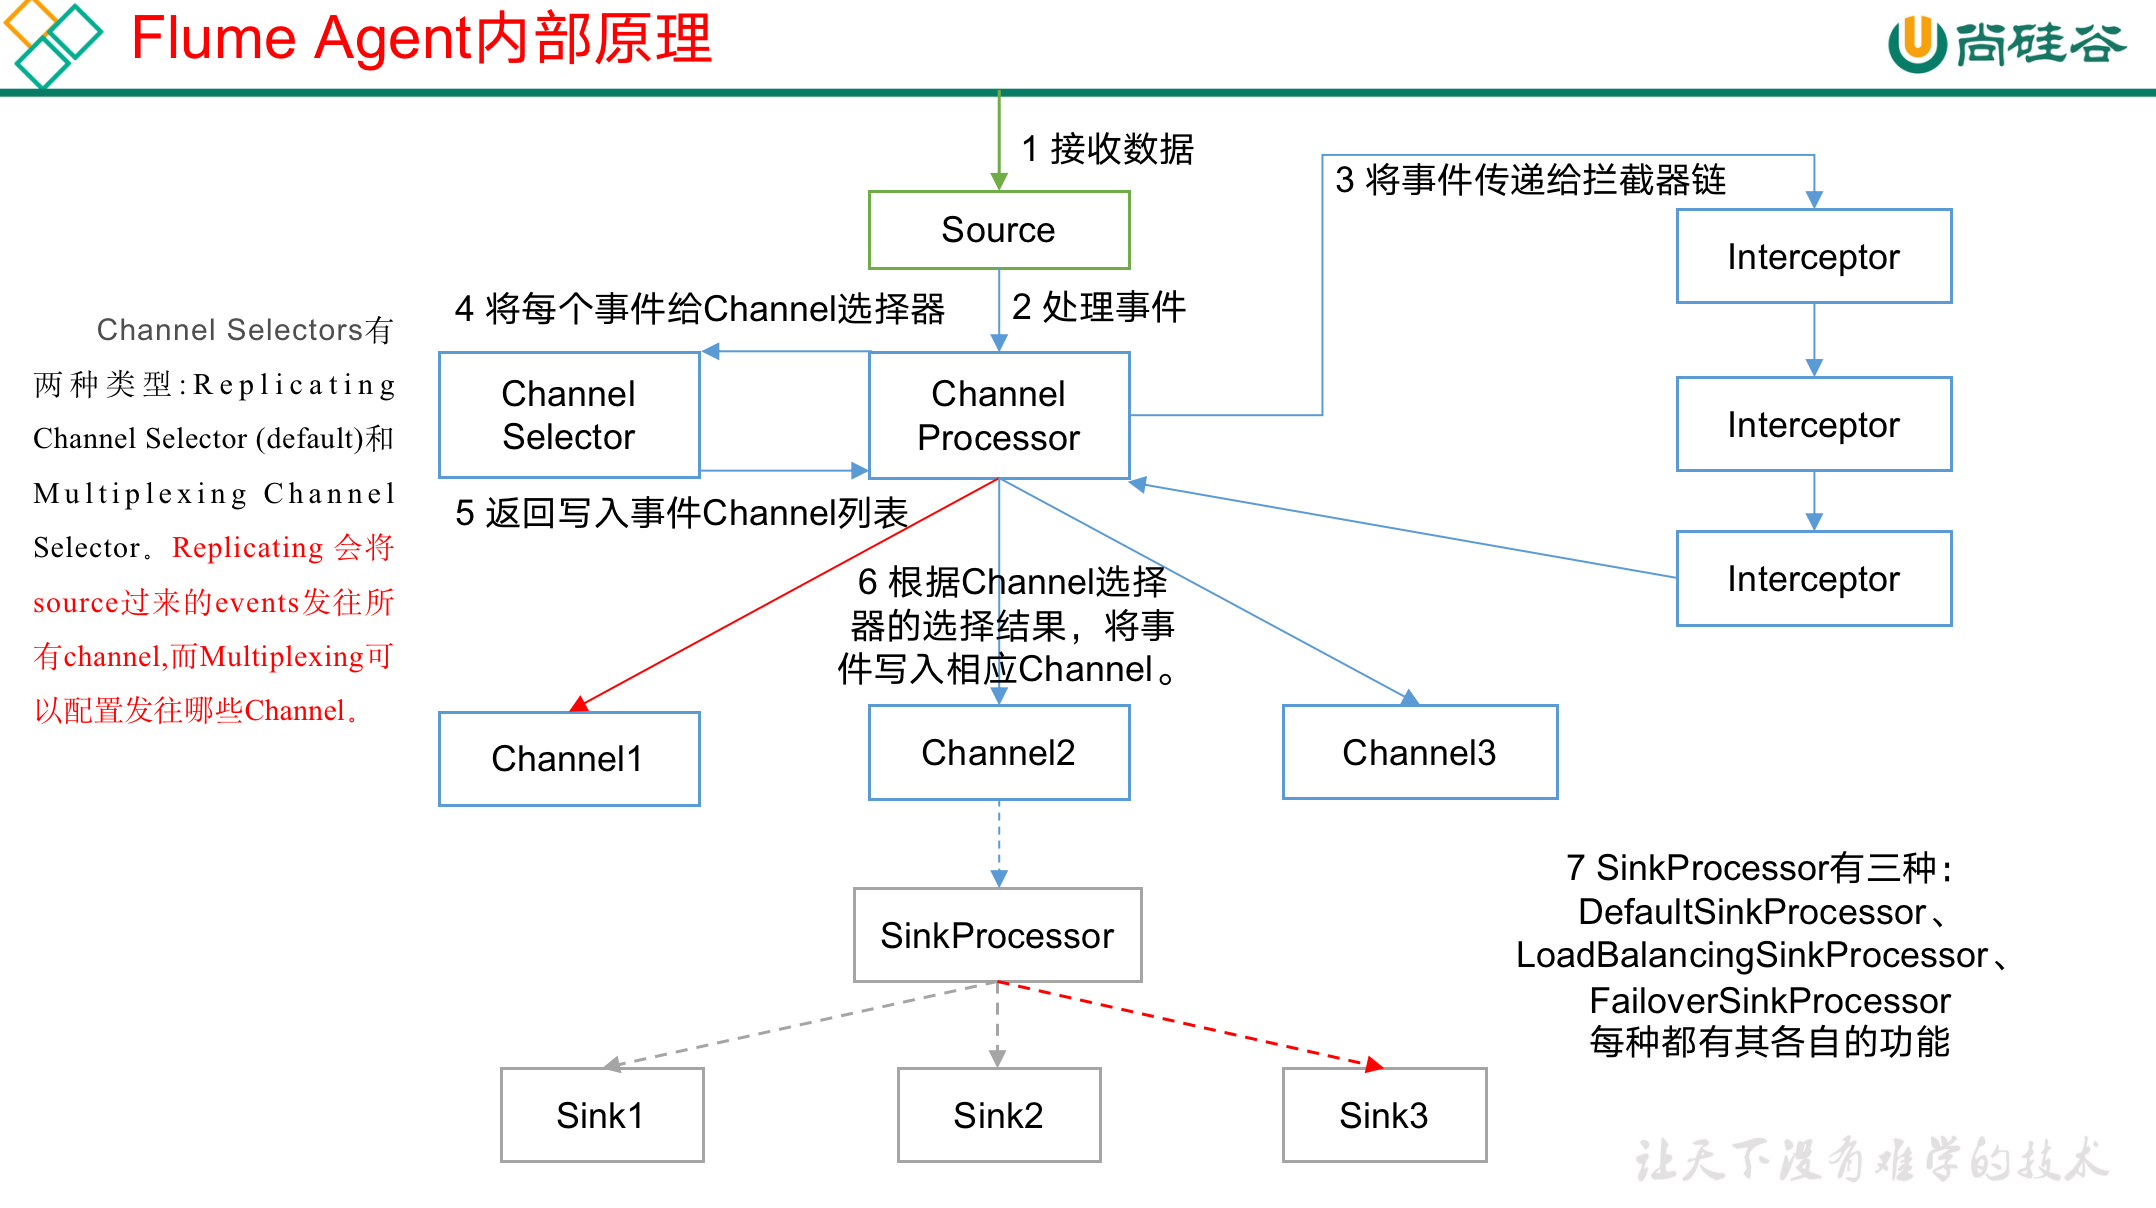 Flume Agent内部原理
尚硅谷
1 接收数据
3 将事件传递给拦截器链
Source
Interceptor
4 将每个事件给Channel选择器
2 处理事件
Channel Selectors有
两种类型:Replicating
Channel Selector (default)和
Multiplexing Channel
Selector。Replicating 会将
source过来的events发往所
有channel,而Multiplexing可
以配置发往哪些Channel。
Channel
Selector
Channel
Processor
Interceptor
5 返回写入事件Channel列表
Interceptor
6 根据Channel选择
器的选择结果，将事
件写入相应Channel。
Channel1
Channel2
Channel3
7 SinkProcessor有三种：
DefaultSinkProcessor、
LoadBalancingSinkProcessor、
FailoverSinkProcessor
每种都有其各自的功能
SinkProcessor
Sink1
Sink2
Sink3
让天下没有难学的技术